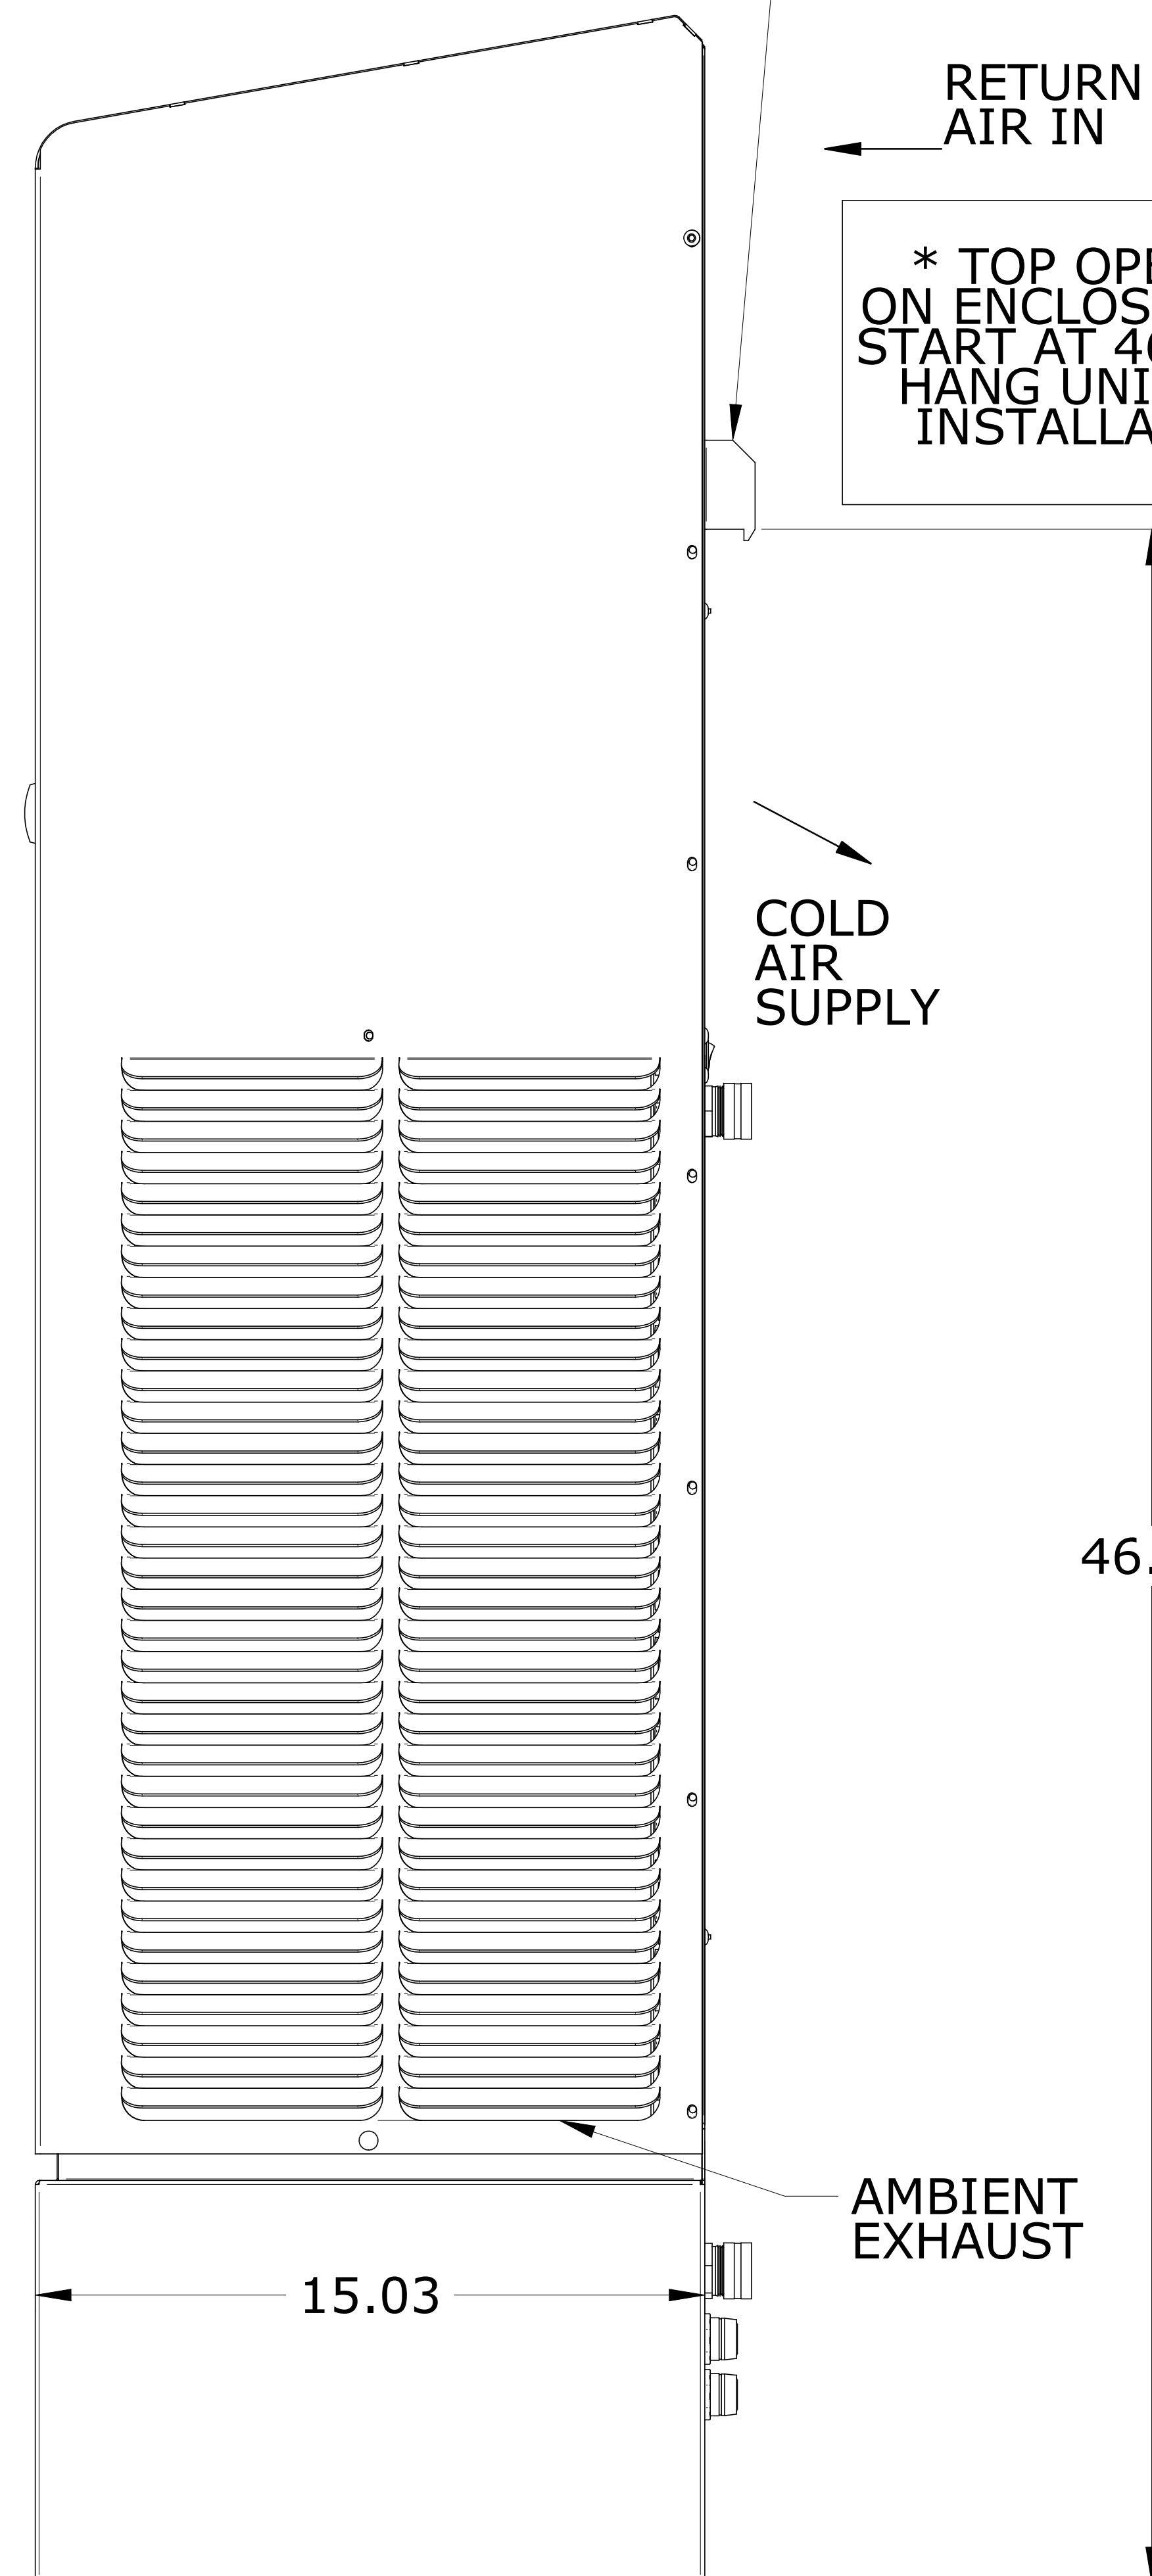 RETURN
AIR IN
* TOP OPE
ON ENCLOS
START AT 46
HANG UNI
INSTALLA
COLD
AIR
SUPPLY
46.
AMBIENT
EXHAUST
15.03